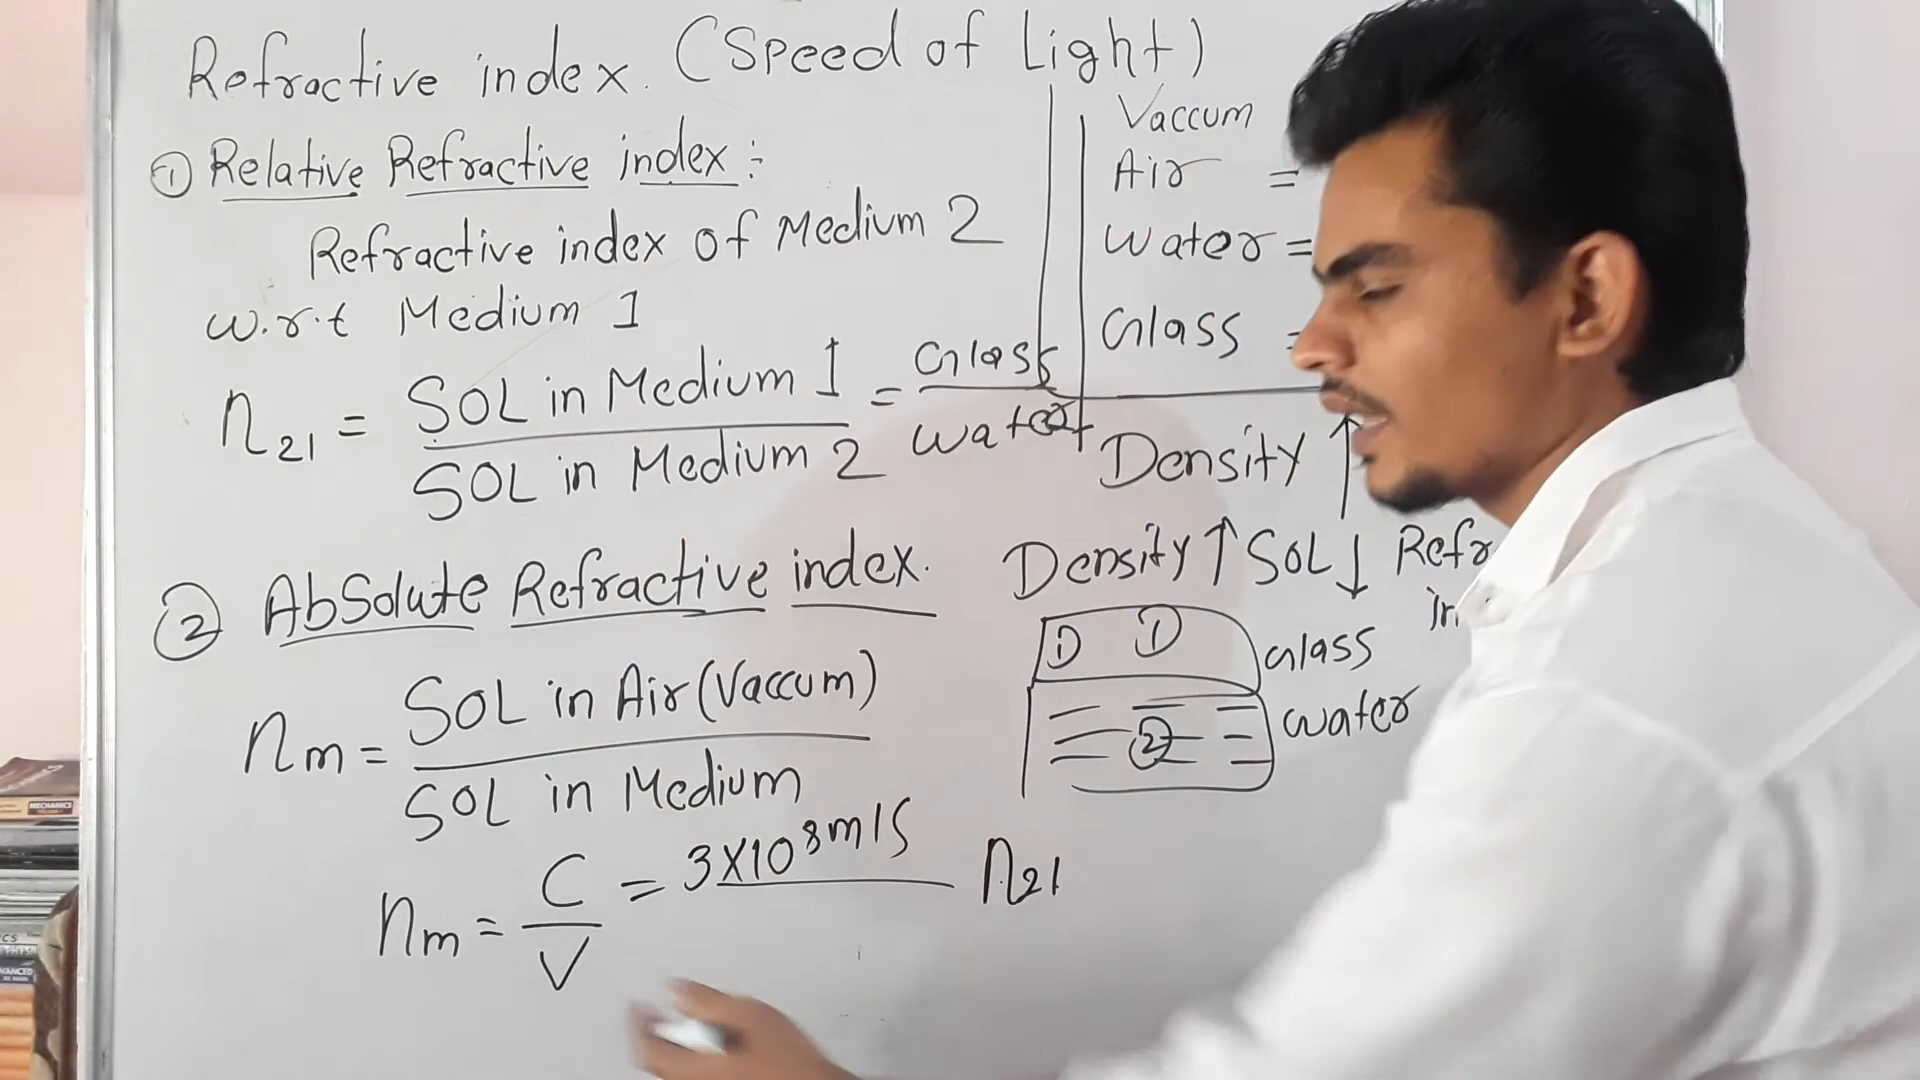 Refractive index. (Speed of Light)
① Relative Refractive index :
Refractive index of Medium 2
w.r.t Medium 1
n21 = SOL in Medium 1 / SOL in Medium 2 = Glass / water
② Absolute Refractive index.
nm = SOL in Air (Vaccum) / SOL in Medium
nm = C / V = 3X10⁸m/s
n21
Vaccum
Air =
Water =
Glass =
Density ↑
Density ↑ SOL ↓ Refr
in
1 1 Glass
2 water
MECHANICS